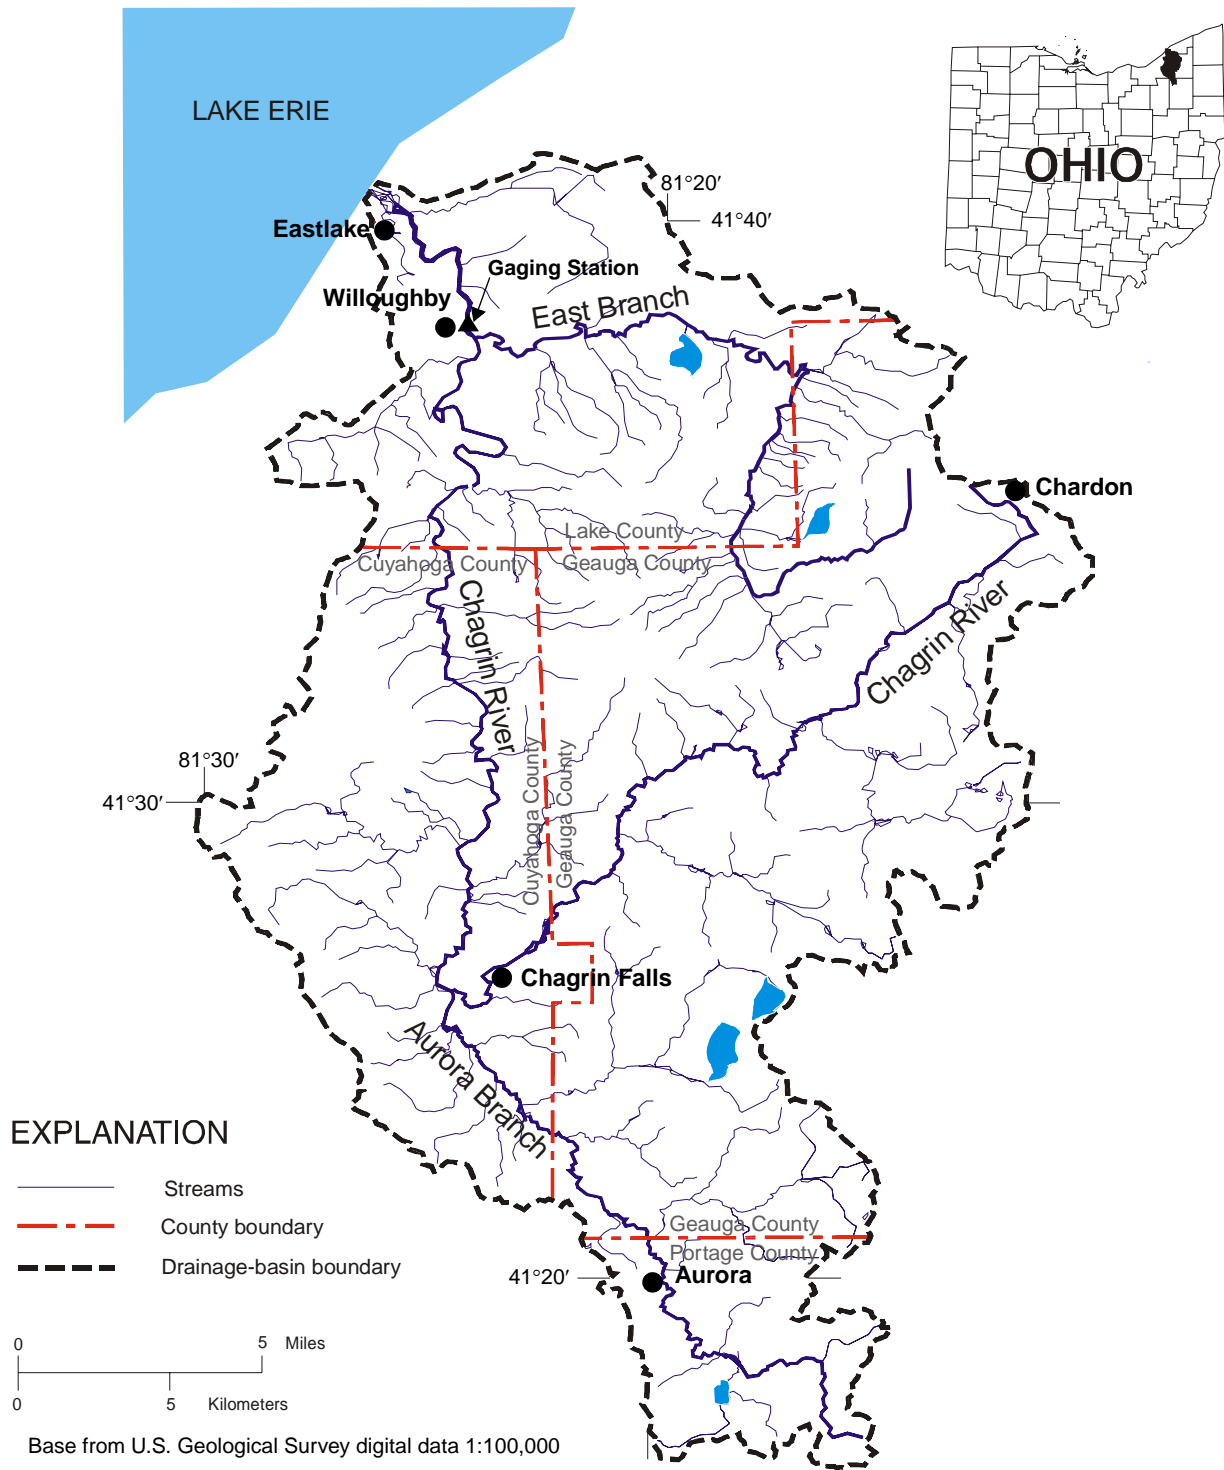 LAKE ERIE
OHIO
81°20′
41°40′
Eastlake
Gaging Station
Willoughby
East Branch
Chardon
Lake County
Cuyahoga County
Geauga County
Chagrin River
Chagrin River
81°30′
41°30′
Cuyahoga County
Geauga County
Chagrin Falls
Aurora Branch
EXPLANATION
Streams
County boundary
Drainage-basin boundary
Geauga County
Portage County
41°20′
Aurora
0 5 Miles
0 5 Kilometers
Base from U.S. Geological Survey digital data 1:100,000